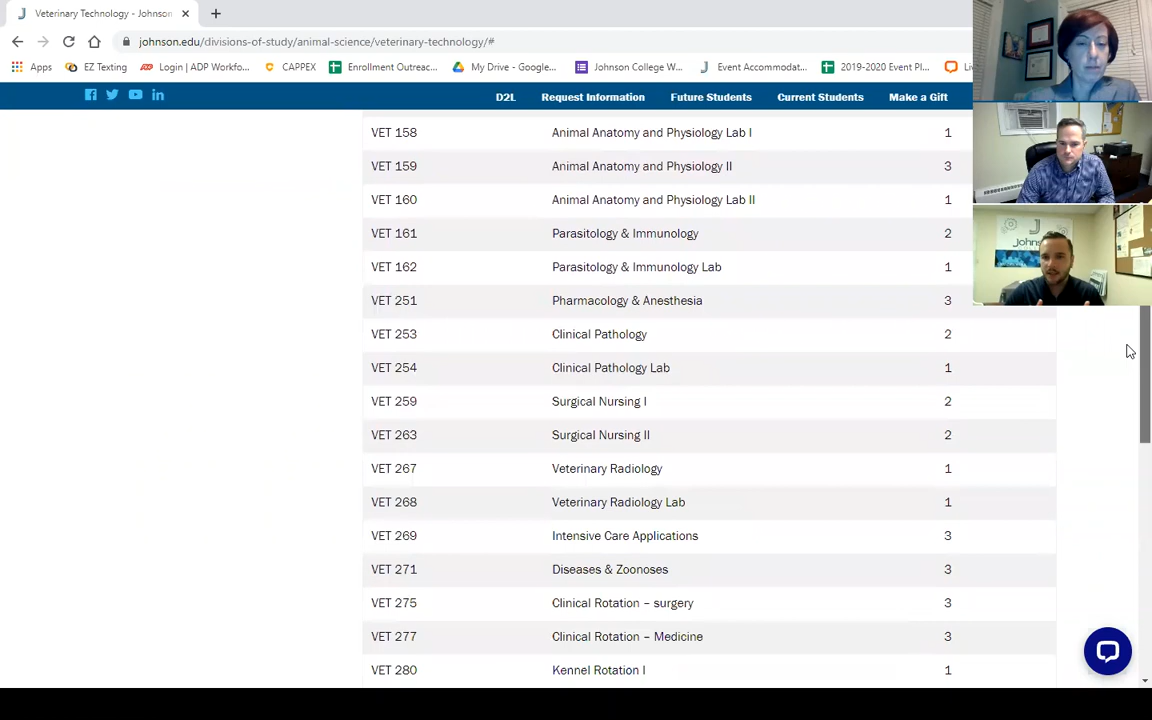 Veterinary Technology - Johnson
johnson.edu/divisions-of-study/animal-science/veterinary-technology/#
Apps EZ Texting Login | ADP Workfo... CAPPEX Enrollment Outreac... My Drive - Google... Johnson College W... Event Accommodat... 2019-2020 Event Pl...
D2L Request Information Future Students Current Students Make a Gift
VET 158 Animal Anatomy and Physiology Lab I 1
VET 159 Animal Anatomy and Physiology II 3
VET 160 Animal Anatomy and Physiology Lab II 1
VET 161 Parasitology & Immunology 2
VET 162 Parasitology & Immunology Lab 1
VET 251 Pharmacology & Anesthesia 3
VET 253 Clinical Pathology 2
VET 254 Clinical Pathology Lab 1
VET 259 Surgical Nursing I 2
VET 263 Surgical Nursing II 2
VET 267 Veterinary Radiology 1
VET 268 Veterinary Radiology Lab 1
VET 269 Intensive Care Applications 3
VET 271 Diseases & Zoonoses 3
VET 275 Clinical Rotation – surgery 3
VET 277 Clinical Rotation – Medicine 3
VET 280 Kennel Rotation I 1